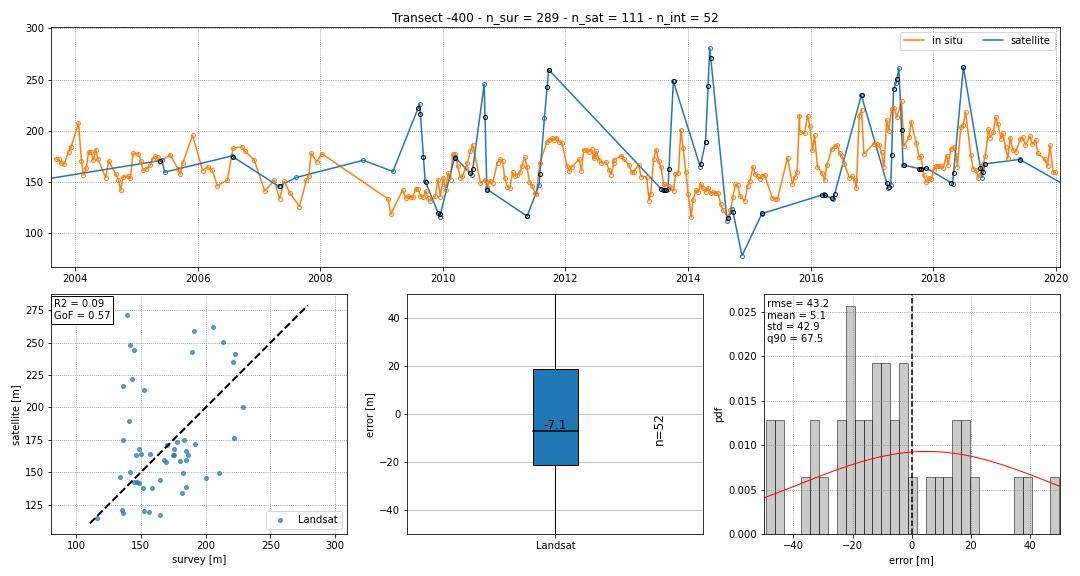 Transect -400 - n_sur = 289 - n_sat = 111 - n_int = 52
in situ satellite
300
250
200
150
100
2004 2006 2008 2010 2012 2014 2016 2018 2020
R2 = 0.09
GoF = 0.57
275
250
225
200
175
150
125
satellite [m]
Landsat
100 150 200 250 300
survey [m]
40
20
0
−20
−40
error [m]
-7.1
n=52
Landsat
rmse = 43.2
mean = 5.1
std = 42.9
q90 = 67.5
0.025
0.020
0.015
0.010
0.005
0.000
pdf
−40 −20 0 20 40
error [m]